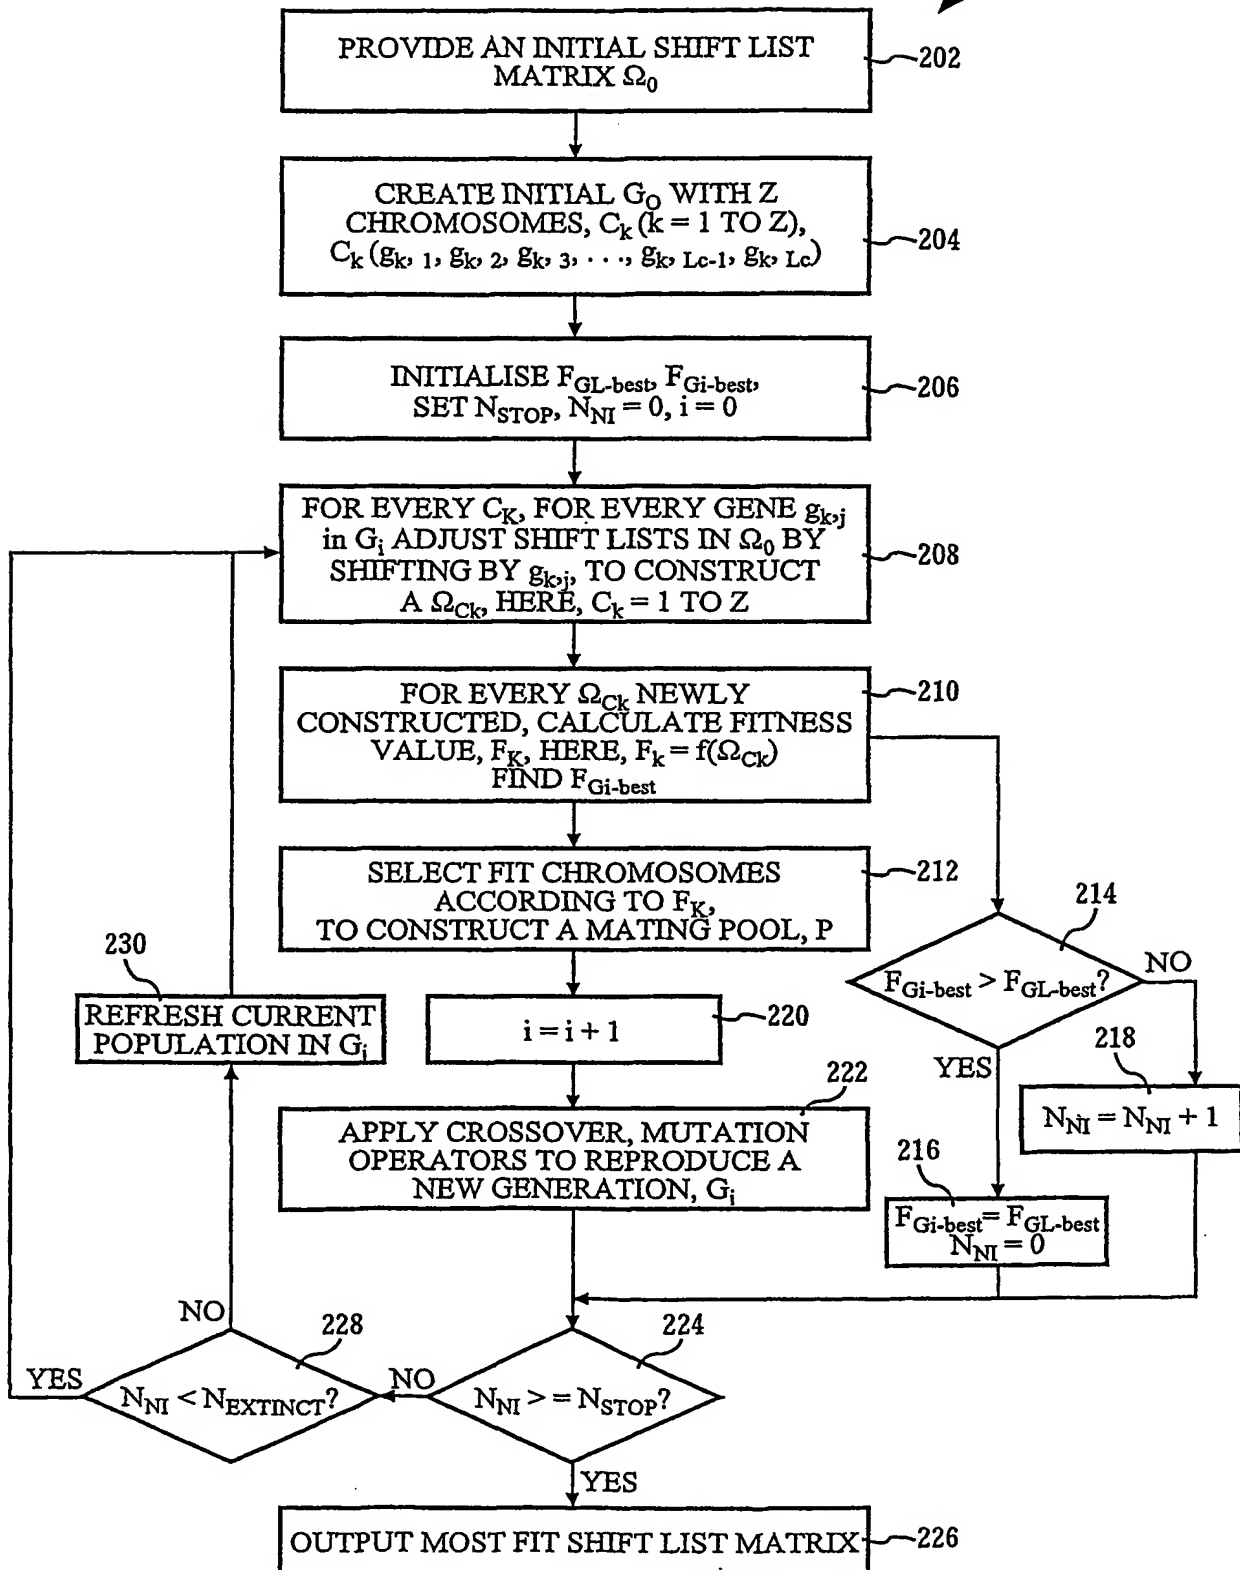 PROVIDE AN INITIAL SHIFT LIST
MATRIX Ω0
202
CREATE INITIAL GO WITH Z
CHROMOSOMES, Ck (k = 1 TO Z),
Ck (gk, 1, gk, 2, gk, 3, . . ., gk, Lc-1, gk, Lc)
204
INITIALISE FGL-best, FGi-best,
SET NSTOP, NNI = 0, i = 0
206
FOR EVERY CK, FOR EVERY GENE gk,j
in Gi ADJUST SHIFT LISTS IN Ω0 BY
SHIFTING BY gk,j, TO CONSTRUCT
A ΩCk, HERE, Ck = 1 TO Z
208
FOR EVERY ΩCk NEWLY
CONSTRUCTED, CALCULATE FITNESS
VALUE, FK, HERE, Fk = f(ΩCk)
FIND FGi-best
210
SELECT FIT CHROMOSOMES
ACCORDING TO FK,
TO CONSTRUCT A MATING POOL, P
212
214
FGi-best > FGL-best?
NO
YES
230
REFRESH CURRENT
POPULATION IN Gi
i = i + 1
220
218
NNI = NNI + 1
222
APPLY CROSSOVER, MUTATION
OPERATORS TO REPRODUCE A
NEW GENERATION, Gi
216
FGi-best = FGL-best
NNI = 0
NO
228
224
YES
NNI < NEXTINCT?
NO
NNI > = NSTOP?
YES
OUTPUT MOST FIT SHIFT LIST MATRIX
226